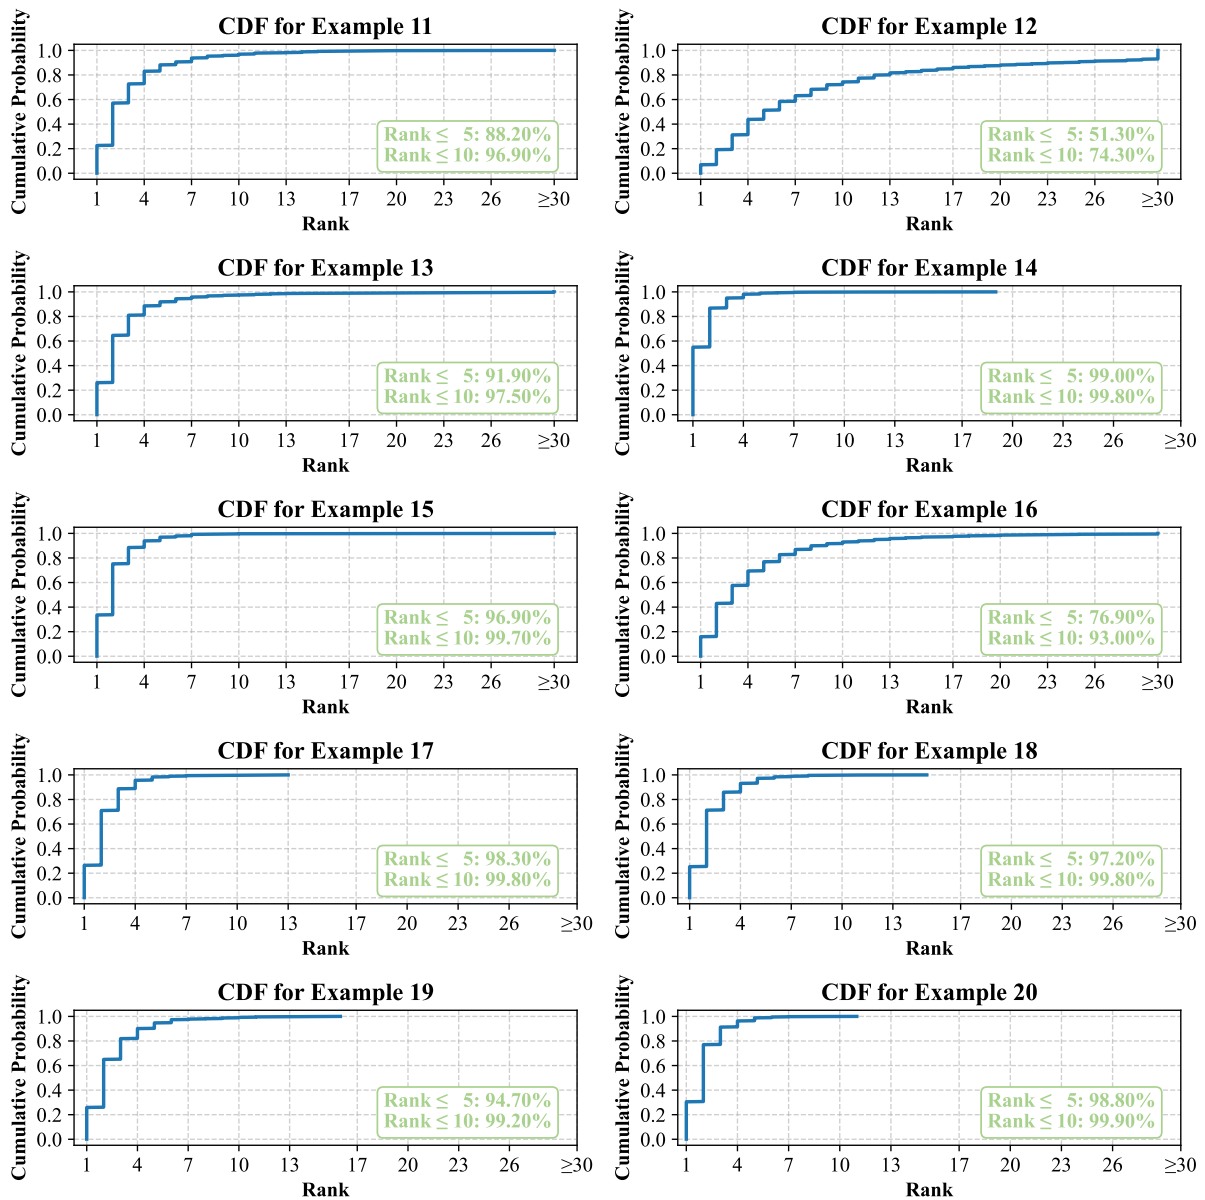 CDF for Example 11
Cumulative Probability
1.0
0.8
0.6
0.4
0.2
0.0
Rank ≤ 5: 88.20%
Rank ≤ 10: 96.90%
1 4 7 10 13 17 20 23 26 ≥30
Rank
CDF for Example 12
Cumulative Probability
1.0
0.8
0.6
0.4
0.2
0.0
Rank ≤ 5: 51.30%
Rank ≤ 10: 74.30%
1 4 7 10 13 17 20 23 26 ≥30
Rank
CDF for Example 13
Cumulative Probability
1.0
0.8
0.6
0.4
0.2
0.0
Rank ≤ 5: 91.90%
Rank ≤ 10: 97.50%
1 4 7 10 13 17 20 23 26 ≥30
Rank
CDF for Example 14
Cumulative Probability
1.0
0.8
0.6
0.4
0.2
0.0
Rank ≤ 5: 99.00%
Rank ≤ 10: 99.80%
1 4 7 10 13 17 20 23 26 ≥30
Rank
CDF for Example 15
Cumulative Probability
1.0
0.8
0.6
0.4
0.2
0.0
Rank ≤ 5: 96.90%
Rank ≤ 10: 99.70%
1 4 7 10 13 17 20 23 26 ≥30
Rank
CDF for Example 16
Cumulative Probability
1.0
0.8
0.6
0.4
0.2
0.0
Rank ≤ 5: 76.90%
Rank ≤ 10: 93.00%
1 4 7 10 13 17 20 23 26 ≥30
Rank
CDF for Example 17
Cumulative Probability
1.0
0.8
0.6
0.4
0.2
0.0
Rank ≤ 5: 98.30%
Rank ≤ 10: 99.80%
1 4 7 10 13 17 20 23 26 ≥30
Rank
CDF for Example 18
Cumulative Probability
1.0
0.8
0.6
0.4
0.2
0.0
Rank ≤ 5: 97.20%
Rank ≤ 10: 99.80%
1 4 7 10 13 17 20 23 26 ≥30
Rank
CDF for Example 19
Cumulative Probability
1.0
0.8
0.6
0.4
0.2
0.0
Rank ≤ 5: 94.70%
Rank ≤ 10: 99.20%
1 4 7 10 13 17 20 23 26 ≥30
Rank
CDF for Example 20
Cumulative Probability
1.0
0.8
0.6
0.4
0.2
0.0
Rank ≤ 5: 98.80%
Rank ≤ 10: 99.90%
1 4 7 10 13 17 20 23 26 ≥30
Rank